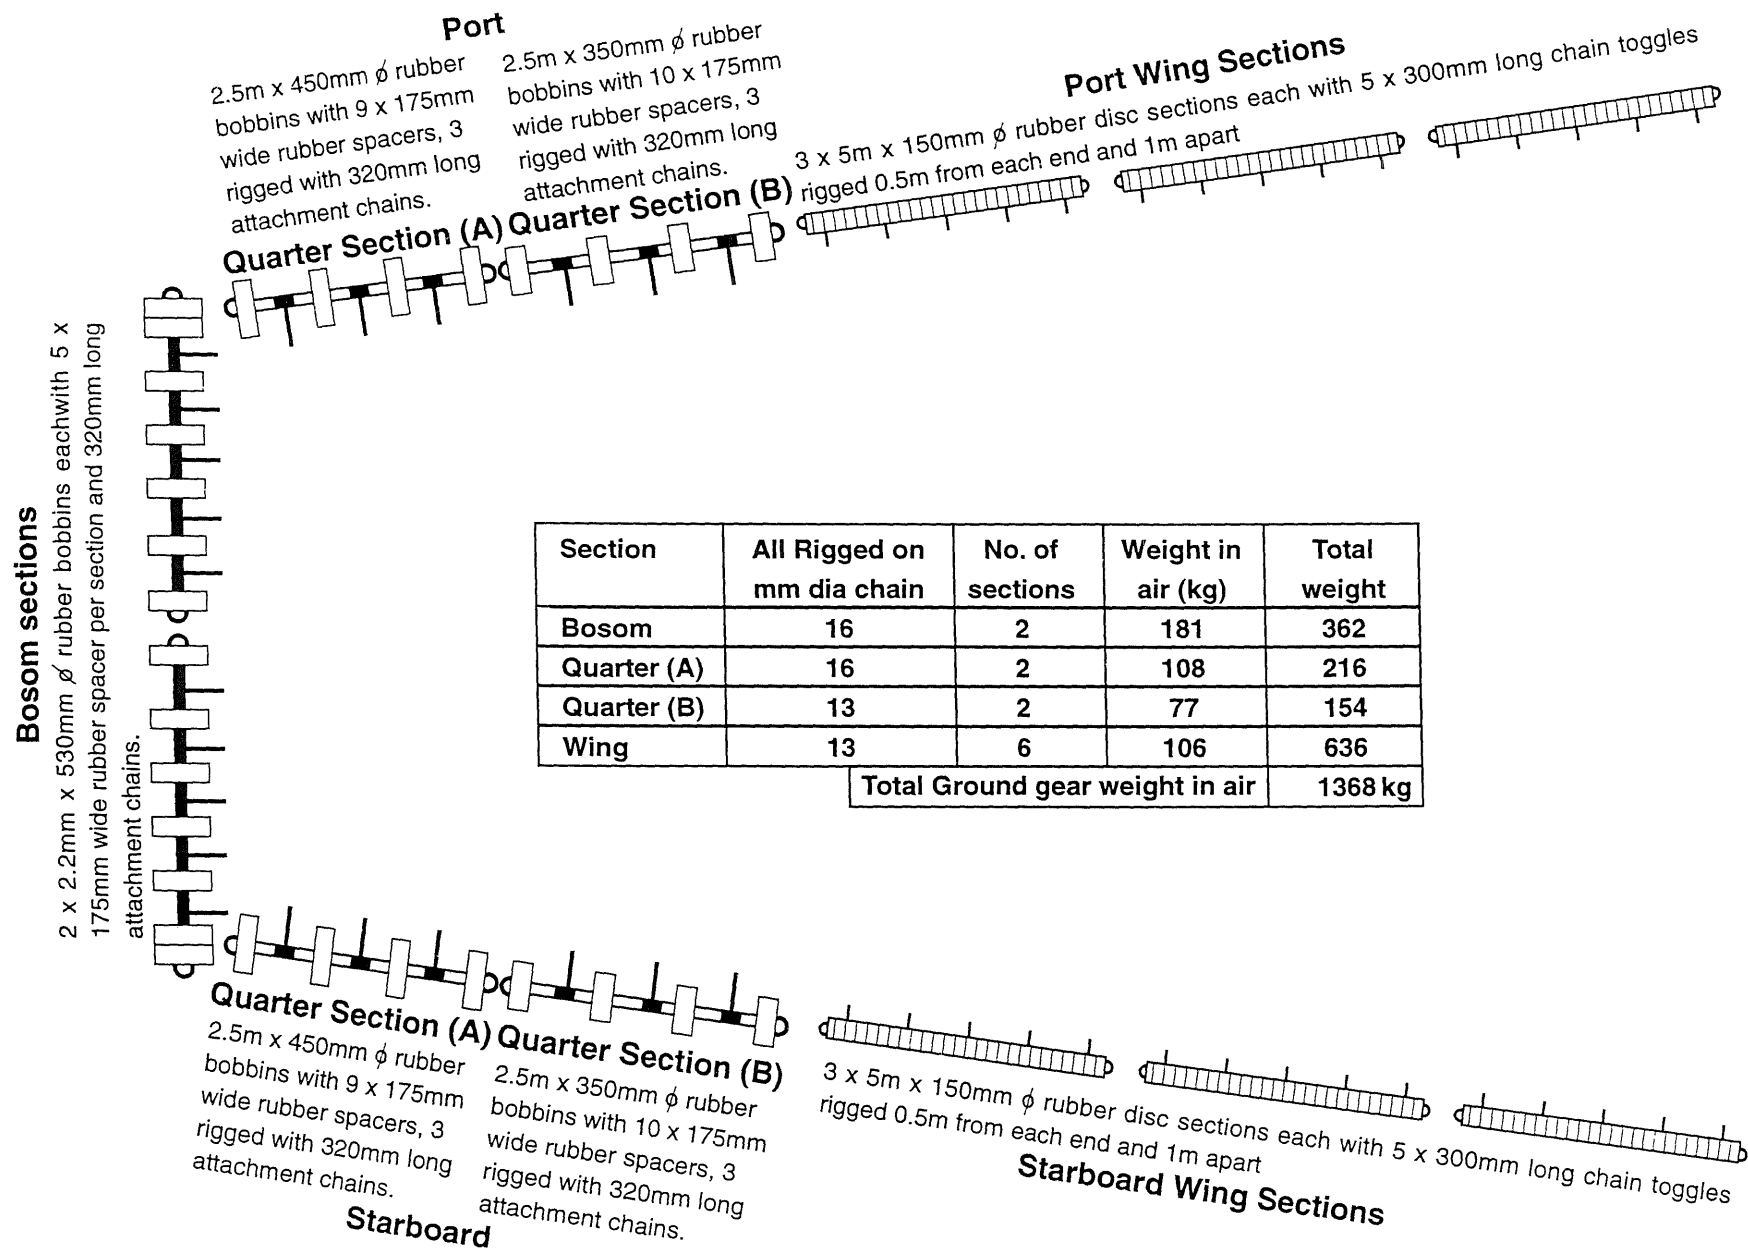 Port
2.5m x 450mm ϕ rubber
bobbins with 9 x 175mm
wide rubber spacers, 3
rigged with 320mm long
attachment chains.
Quarter Section (A)
2.5m x 350mm ϕ rubber
bobbins with 10 x 175mm
wide rubber spacers, 3
rigged with 320mm long
attachment chains.
Quarter Section (B)
Port Wing Sections
3 x 5m x 150mm ϕ rubber disc sections each with 5 x 300mm long chain toggles
rigged 0.5m from each end and 1m apart
Bosom sections
2 x 2.2mm x 530mm ϕ rubber bobbins eachwith 5 x
175mm wide rubber spacer per section and 320mm long
attachment chains.
Section All Rigged on No. of Weight in Total
mm dia chain sections air (kg) weight
Bosom 16 2 181 362
Quarter (A) 16 2 108 216
Quarter (B) 13 2 77 154
Wing 13 6 106 636
Total Ground gear weight in air 1368 kg
Quarter Section (A)
2.5m x 450mm ϕ rubber
bobbins with 9 x 175mm
wide rubber spacers, 3
rigged with 320mm long
attachment chains.
Quarter Section (B)
2.5m x 350mm ϕ rubber
bobbins with 10 x 175mm
wide rubber spacers, 3
rigged with 320mm long
attachment chains.
Starboard
3 x 5m x 150mm ϕ rubber disc sections each with 5 x 300mm long chain toggles
rigged 0.5m from each end and 1m apart
Starboard Wing Sections